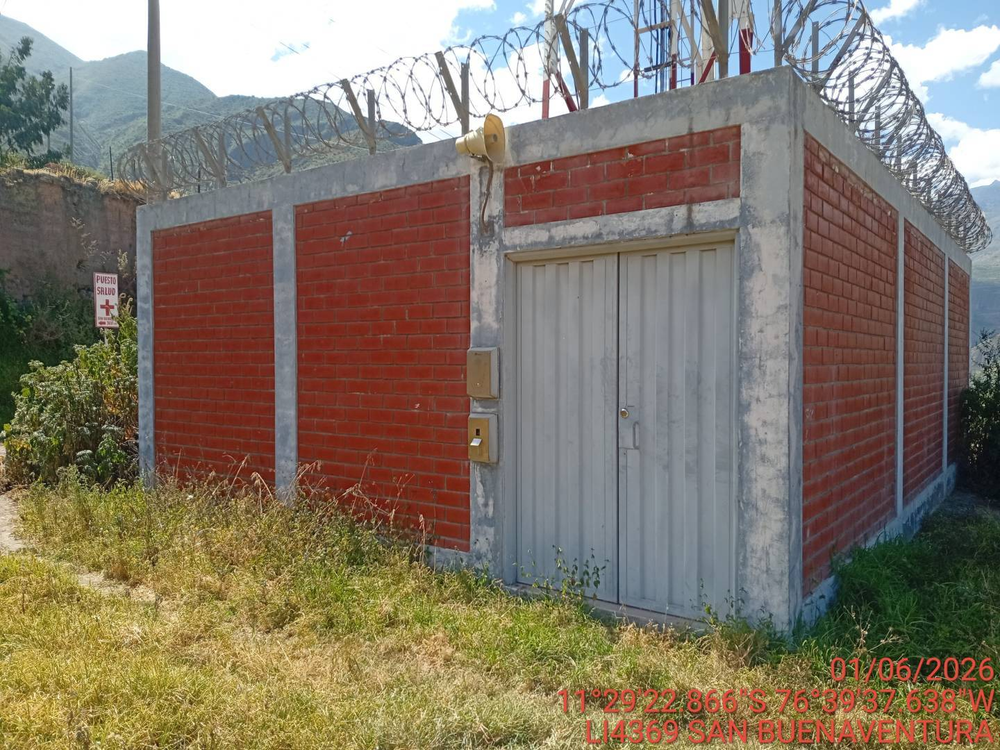 PUESTO
SALUD
01/06/2026
11°29'22.866"S 76°39'37.638"W
LI4369 SAN BUENAVENTURA